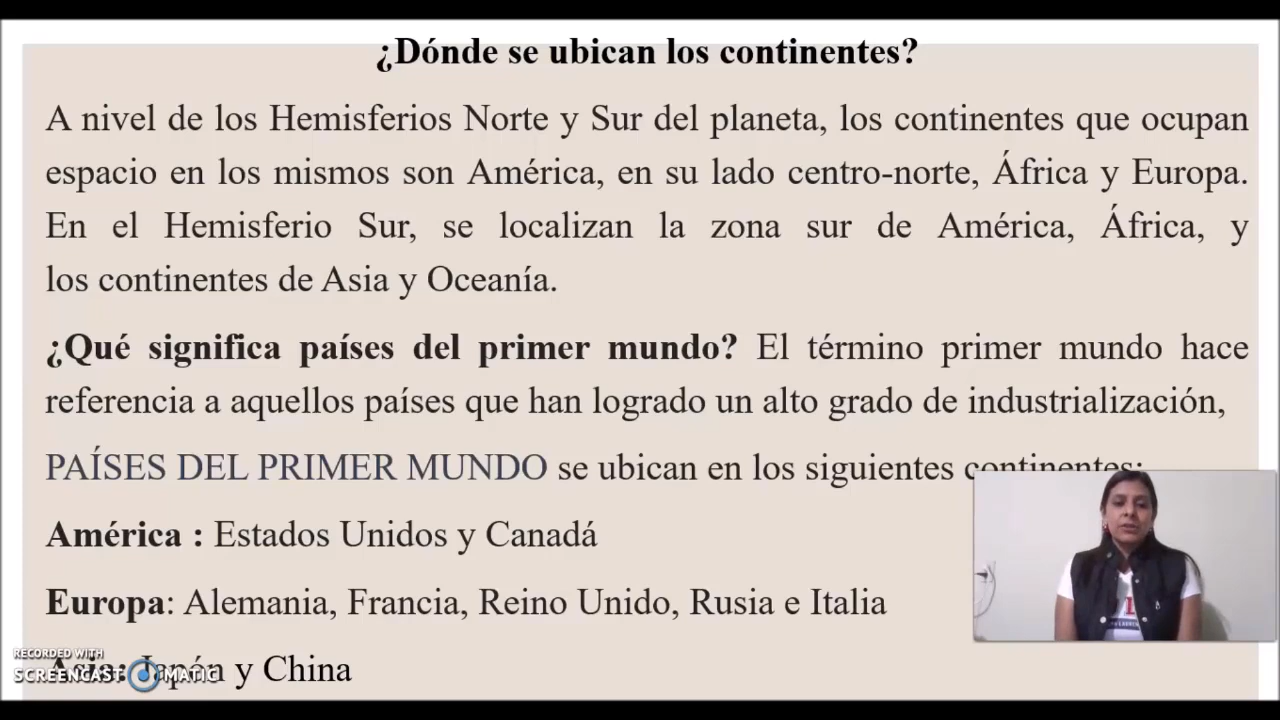 ¿Dónde se ubican los continentes?
A nivel de los Hemisferios Norte y Sur del planeta, los continentes que ocupan
espacio en los mismos son América, en su lado centro-norte, África y Europa.
En el Hemisferio Sur, se localizan la zona sur de América, África, y
los continentes de Asia y Oceanía.
¿Qué significa países del primer mundo? El término primer mundo hace
referencia a aquellos países que han logrado un alto grado de industrialización,
PAÍSES DEL PRIMER MUNDO se ubican en los siguientes continentes:
América : Estados Unidos y Canadá
Europa: Alemania, Francia, Reino Unido, Rusia e Italia
Asia: Japón y China
RECORDED WITH
SCREENCAST MATIC